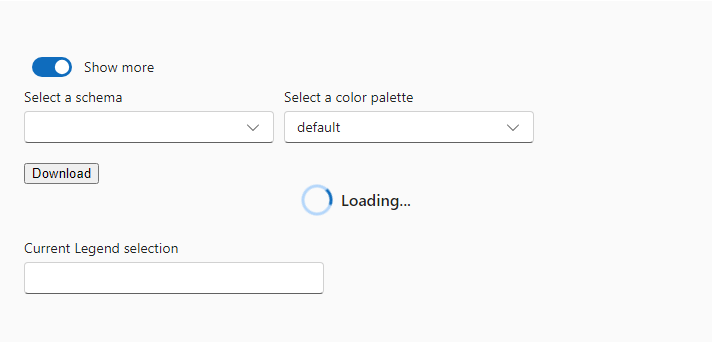 Show more
Select a schema
Select a color palette
default
Download
Loading...
Current Legend selection